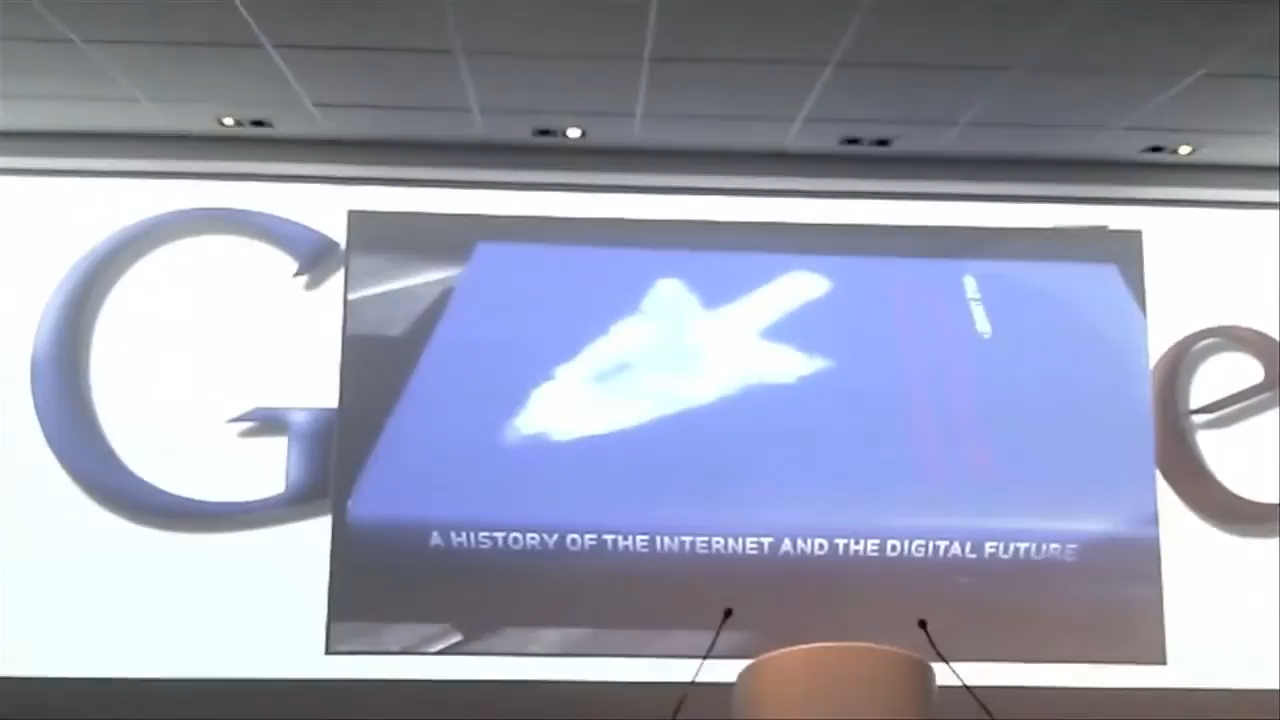 G
e
A HISTORY OF THE INTERNET AND THE DIGITAL FUTURE